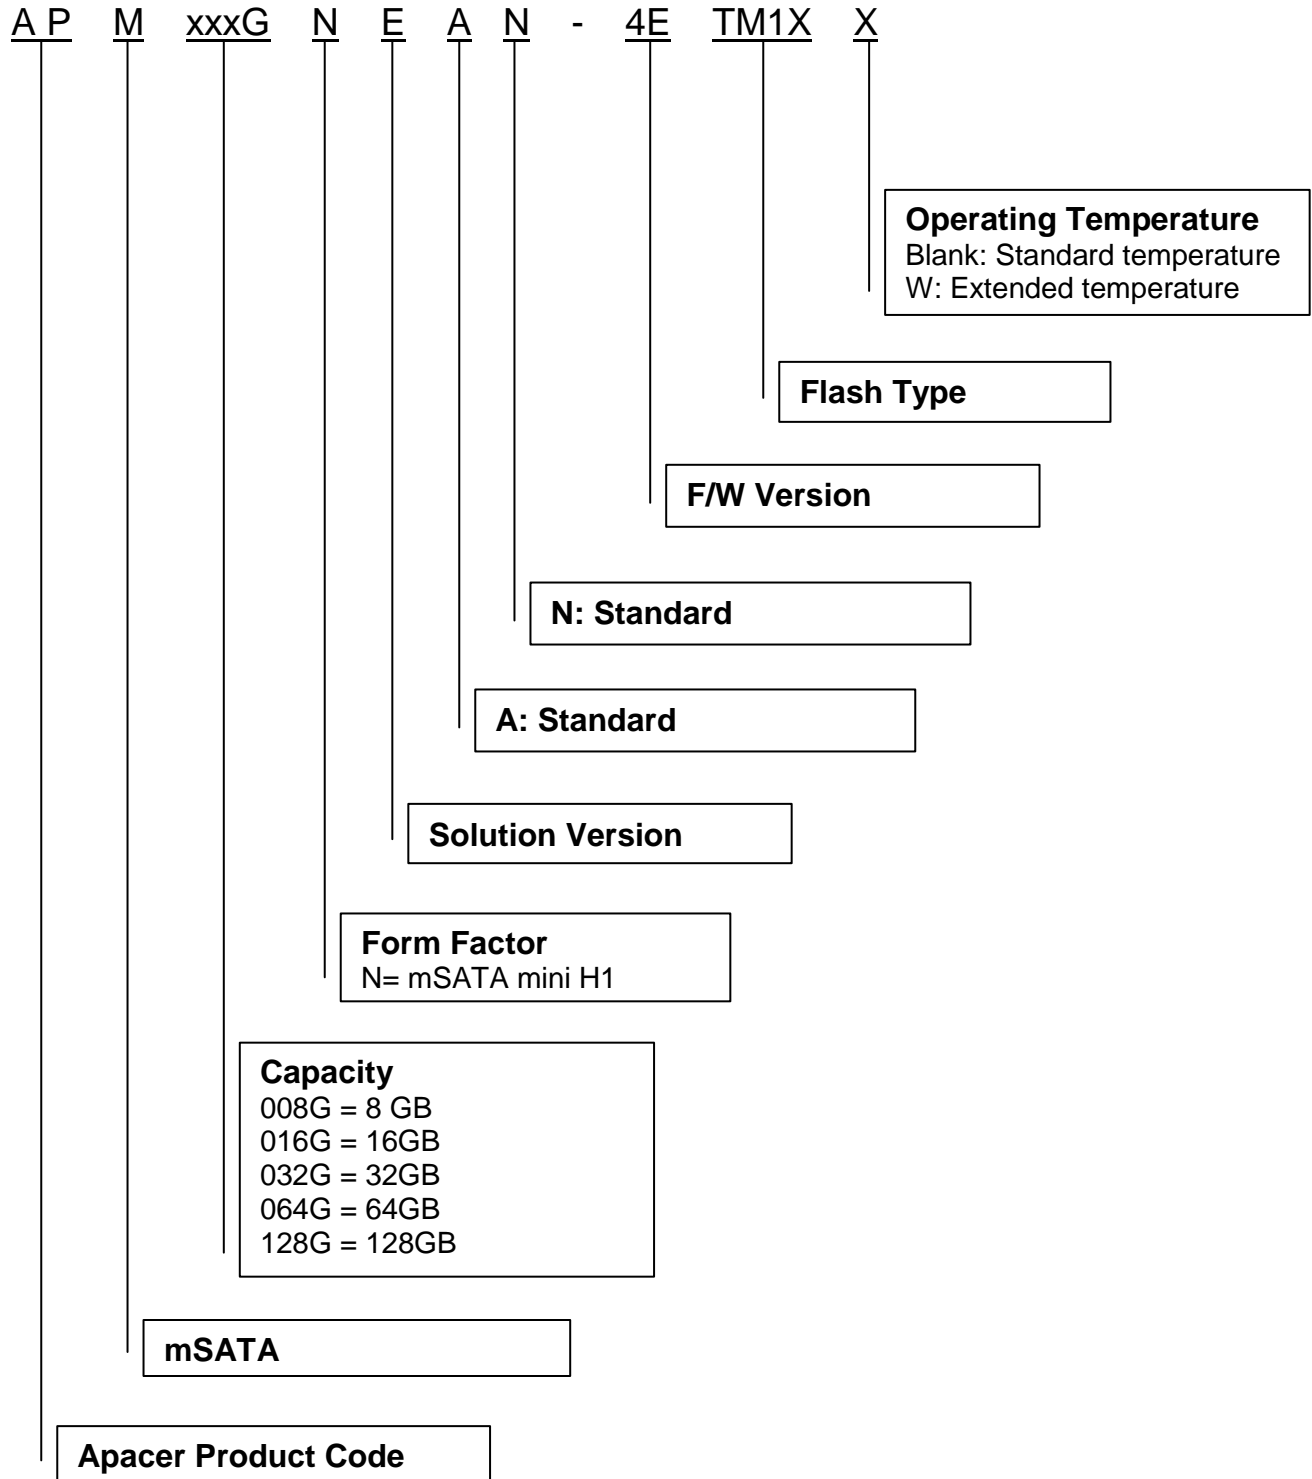 A P M xxxG N E A N - 4E TM1X X
Operating Temperature
Blank: Standard temperature
W: Extended temperature
Flash Type
F/W Version
N: Standard
A: Standard
Solution Version
Form Factor
N= mSATA mini H1
Capacity
008G = 8 GB
016G = 16GB
032G = 32GB
064G = 64GB
128G = 128GB
mSATA
Apacer Product Code